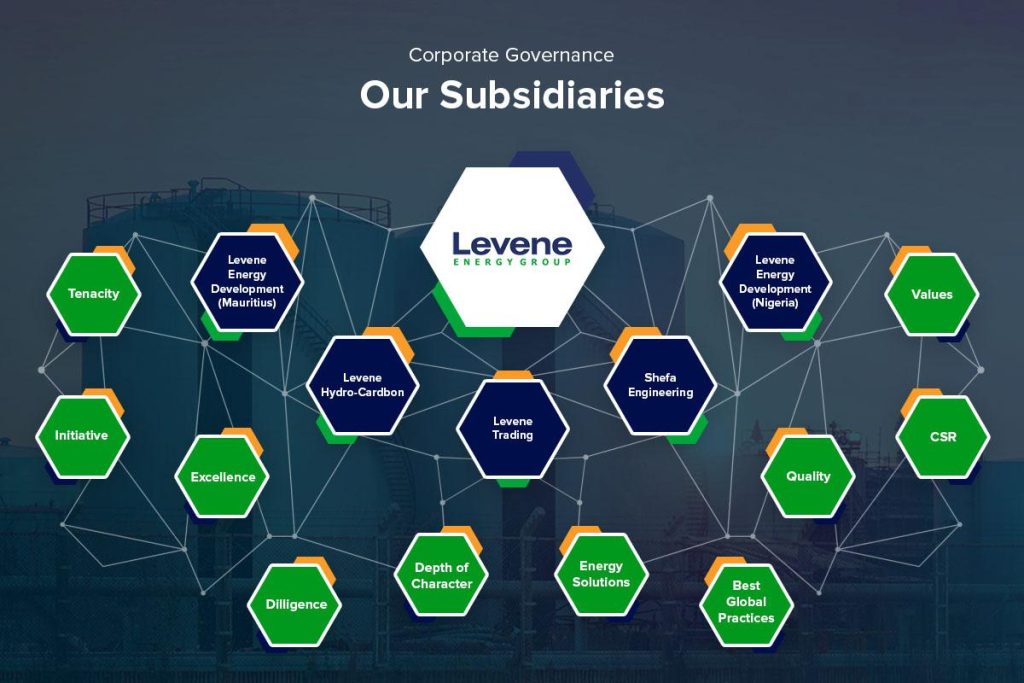 Corporate Governance
Our Subsidiaries
Levene
ENERGY GROUP
Tenacity
Levene
Energy
Development
(Mauritius)
Levene
Energy
Development
(Nigeria)
Values
Levene
Hydro-Cardbon
Shefa
Engineering
Levene
Trading
Initiative
CSR
Excellence
Quality
Depth of
Character
Energy
Solutions
Dilligence
Best
Global
Practices